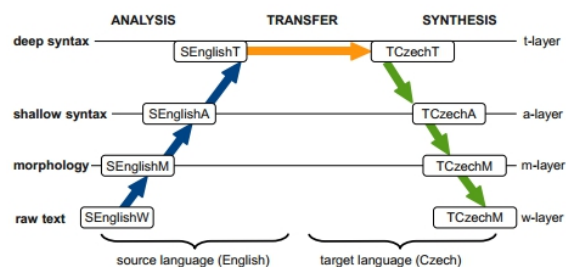 ANALYSIS TRANSFER SYNTHESIS
deep syntax SEnglishT TCzechT t-layer
shallow syntax SEnglishA TCzechA a-layer
morphology SEnglishM TCzechM m-layer
raw text SEnglishW TCzechM w-layer
source language (English) target language (Czech)